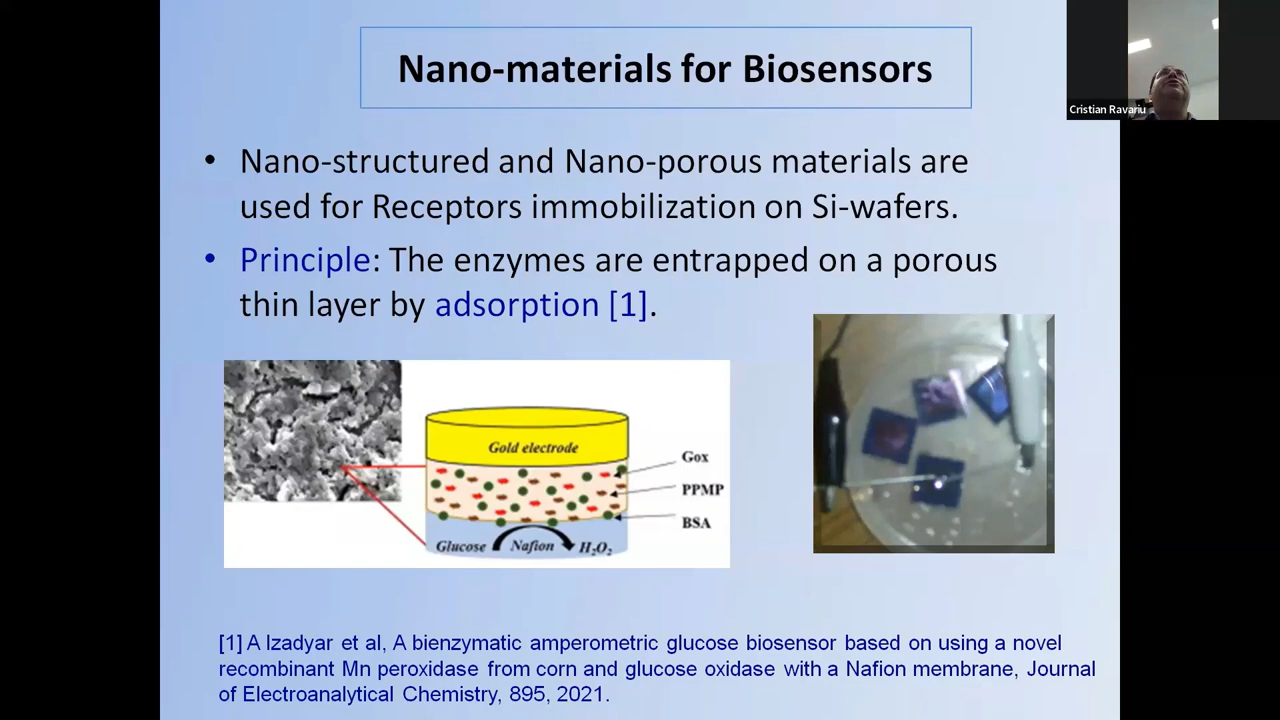 Nano-materials for Biosensors
Cristian Ravariu
• Nano-structured and Nano-porous materials are
used for Receptors immobilization on Si-wafers.
• Principle: The enzymes are entrapped on a porous
thin layer by adsorption [1].
Gold electrode
Gox
PPMP
BSA
Glucose Nafion H₂O₂
[1] A Izadyar et al, A bienzymatic amperometric glucose biosensor based on using a novel
recombinant Mn peroxidase from corn and glucose oxidase with a Nafion membrane, Journal
of Electroanalytical Chemistry, 895, 2021.